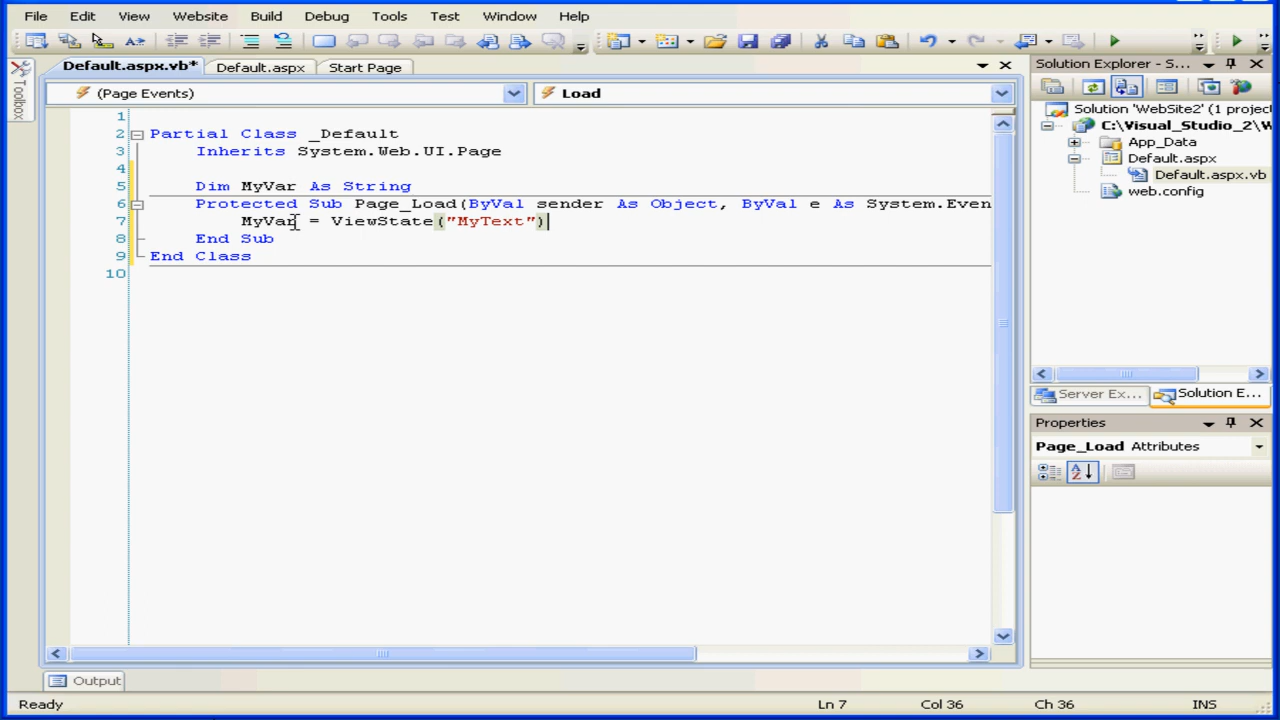 File Edit View Website Build Debug Tools Test Window Help
Default.aspx.vb* Default.aspx Start Page
Toolbox
(Page Events) Load
1
2 Partial Class _Default
3 Inherits System.Web.UI.Page
4
5 Dim MyVar As String
6 Protected Sub Page_Load(ByVal sender As Object, ByVal e As System.Even
7 MyVar = ViewState("MyText")
8 End Sub
9 End Class
10
Solution Explorer - S...
Solution 'WebSite2' (1 project
C:\Visual_Studio_2\W
App_Data
Default.aspx
Default.aspx.vb
web.config
Server Ex... Solution E...
Properties
Page_Load Attributes
Output
Ready Ln 7 Col 36 Ch 36 INS